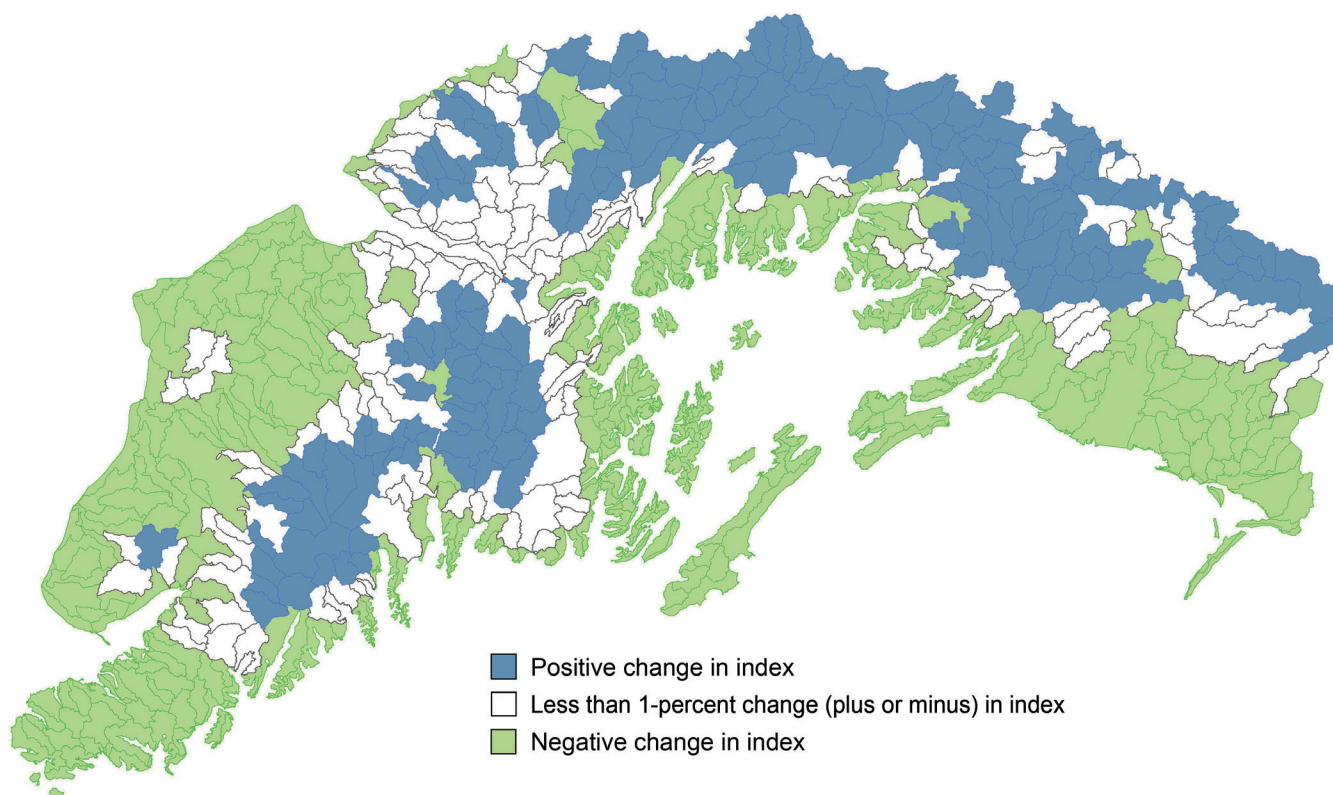 Positive change in index
Less than 1-percent change (plus or minus) in index
Negative change in index